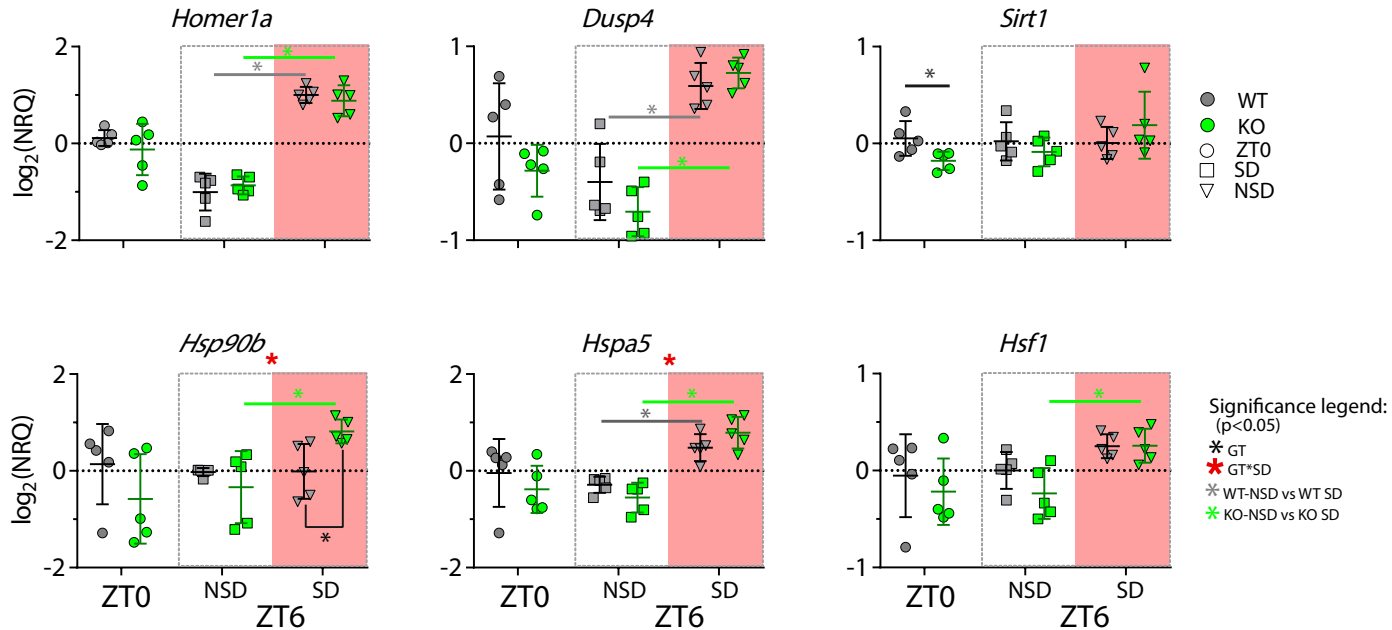 Homer1a
Dusp4
Sirt1
log2(NRQ)
2
0
-2
*
*
1
0
-1
*
*
1
0
-1
*
WT
KO
ZT0
SD
NSD
Hsp90b
*
Hspa5
*
Hsf1
log2(NRQ)
2
0
-2
*
*
2
0
-2
*
*
1
0
-1
*
Significance legend:
(p<0.05)
* GT
* GT*SD
* WT-NSD vs WT SD
* KO-NSD vs KO SD
ZT0 NSD SD
ZT6
ZT0 NSD SD
ZT6
ZT0 NSD SD
ZT6